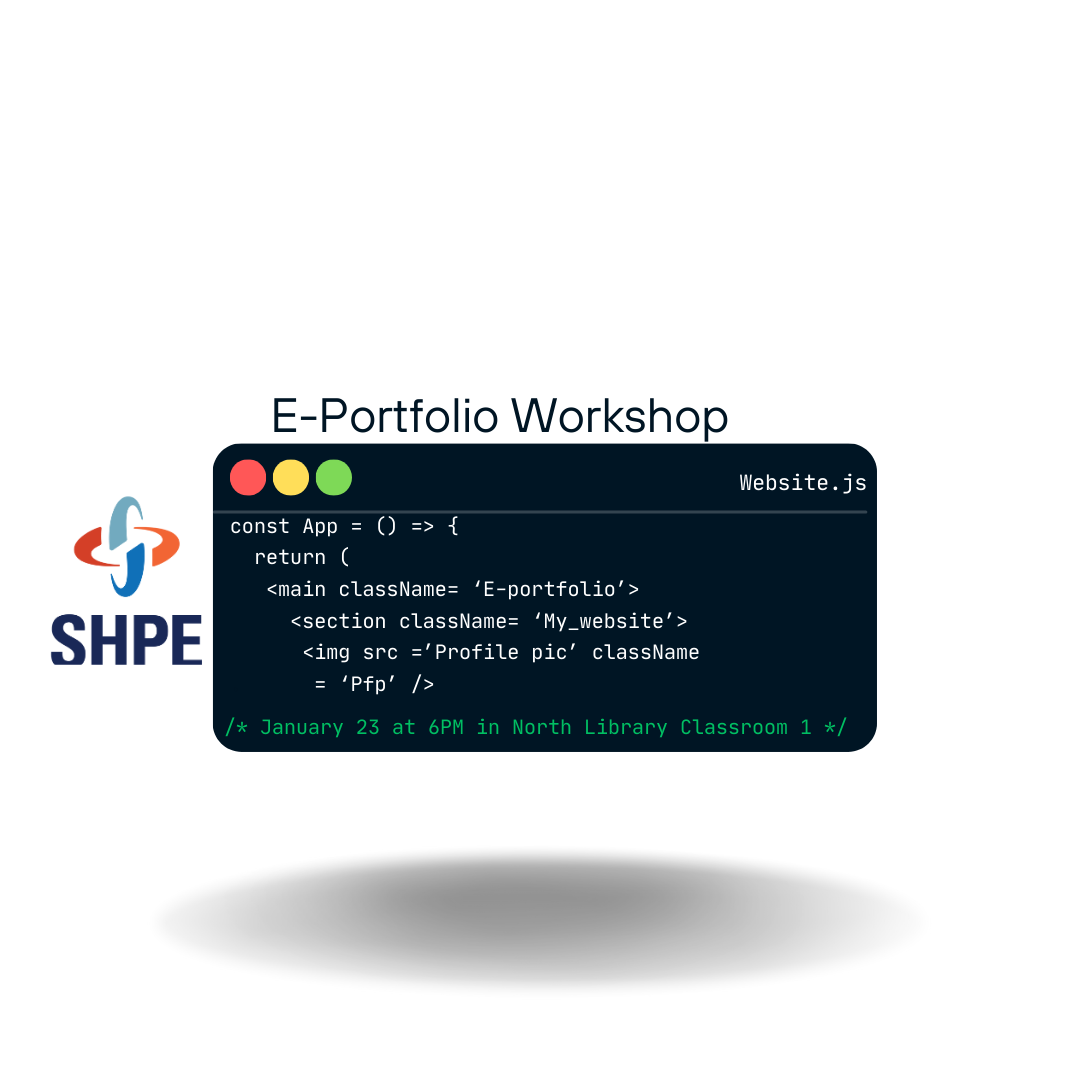 E-Portfolio Workshop
Website.js
const App = () => {
return (
<main className= ‘E-portfolio’>
<section className= ‘My_website’>
<img src =’Profile pic’ className
= ‘Pfp’ />
/* January 23 at 6PM in North Library Classroom 1 */
SHPE